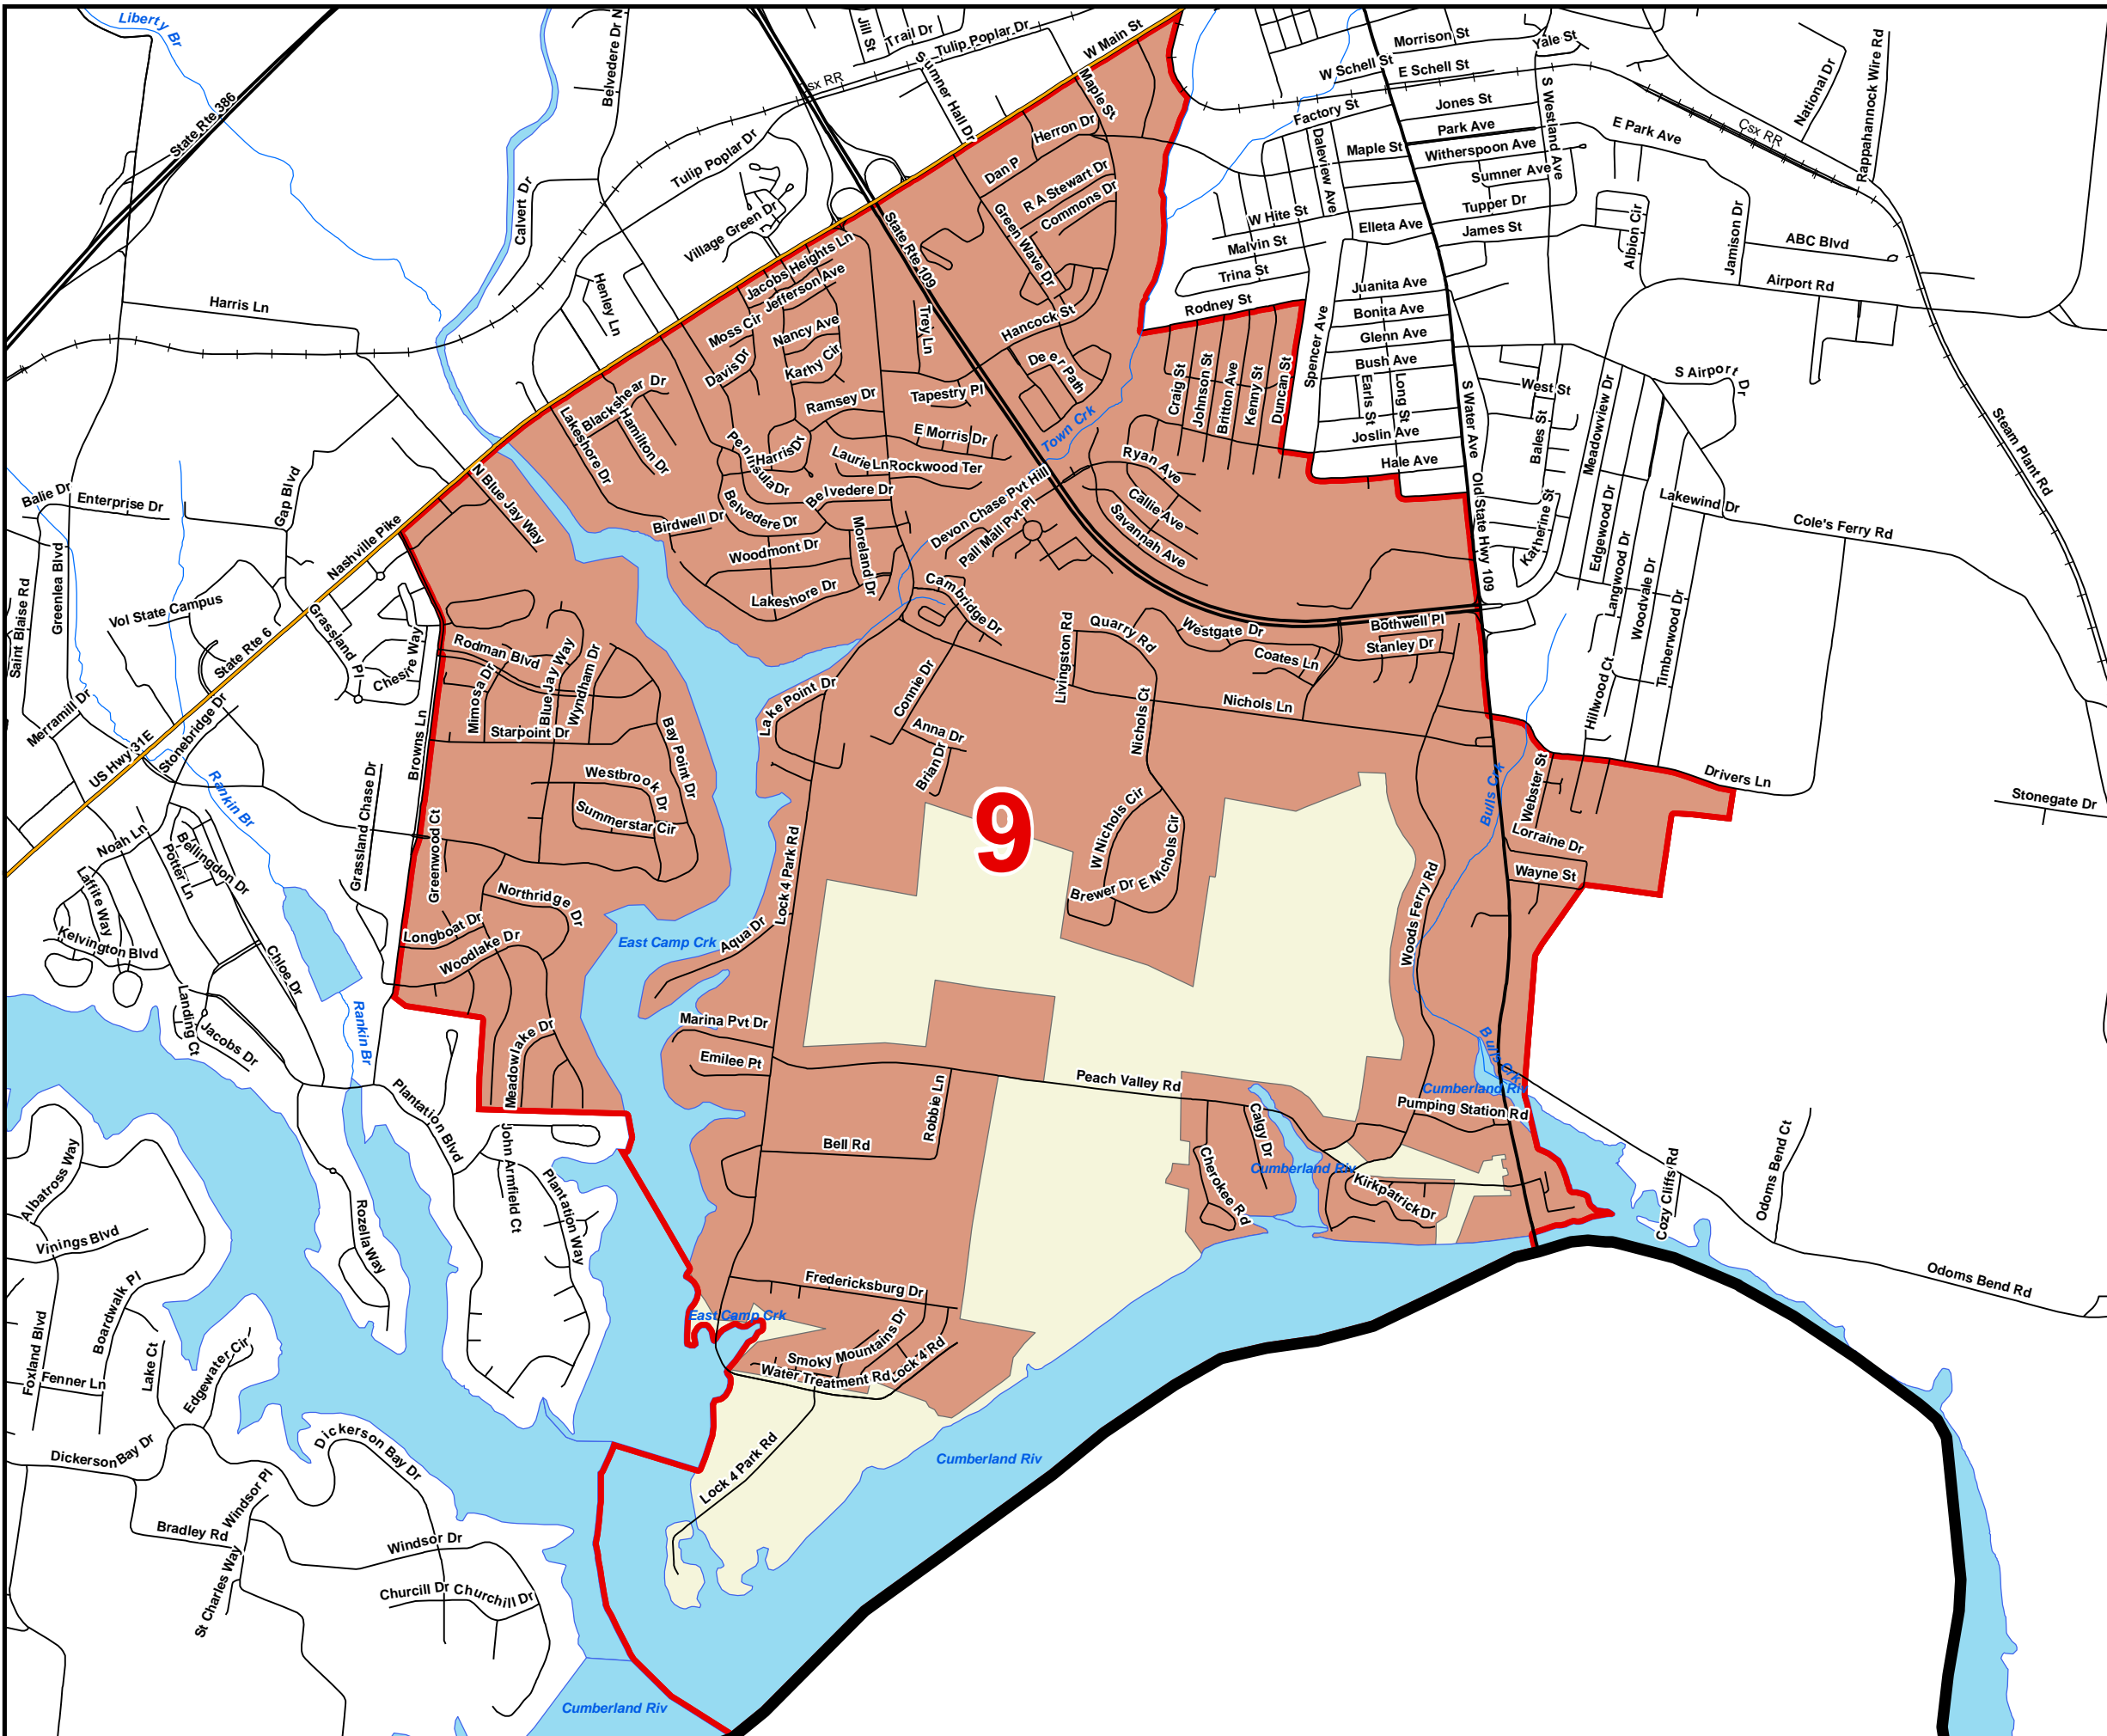 Liberty Br
State Rte 386
Belvedere Dr N
Jill St
Trail Dr
Tulip Poplar Dr
W Main St
Morrison St
Yale St
W Schell St
E Schell St
National Dr
Rappahannock Wire Rd
Csx RR
Sumner Hall Dr
Maple St
Factory St
Jones St
S Westland Ave
Park Ave
E Park Ave
Csx RR
Herron Dr
Daleview Ave
Maple St
Witherspoon Ave
Tulip Poplar Dr
Dan P
Sumner Ave
R A Stewart Dr
Commons Dr
Tupper Dr
Calvert Dr
Village Green Dr
Green Wave Dr
W Hite St
Elleta Ave
James St
Albion Cir
Jamison Dr
ABC Blvd
State Rte 109
Malvin St
Jacobs Heights Ln
Jefferson Ave
Trina St
Juanita Ave
Airport Rd
Harris Ln
Henley Ln
Rodney St
Bonita Ave
Moss Cir
Nancy Ave
Trey Ln
Hancock St
Spencer Ave
Glenn Ave
Davis Dr
Kathy Cir
Deer Path
Bush Ave
S Airport Dr
Blackshear Dr
Craig St
Johnson St
Britton Ave
Kenny St
Duncan St
Earls St
Long St
West St
Meadowview Dr
Ramsey Dr
Tapestry Pl
Lakeshore Dr
Hamilton Dr
Town Crk
S Water Ave
Bales St
Steam Plant Rd
Peninsula Dr
Harris Dr
E Morris Dr
Joslin Ave
Laurie Ln
Rockwood Ter
Ryan Ave
Hale Ave
Gap Blvd
N Blue Jay Way
Balie Dr
Enterprise Dr
Belvedere Dr
Belvedere Dr
Devon Chase Pvt Hill
Callie Ave
Old State Hwy 109
Katherine St
Edgewood Dr
Lakewind Dr
Birdwell Dr
Moreland Dr
Pall Mall Pvt Pl
Savannah Ave
Cole's Ferry Rd
Nashville Pike
Woodmont Dr
Langwood Dr
Woodvale Dr
Timberwood Dr
Saint Blaise Rd
Greenlea Blvd
Vol State Campus
Lakeshore Dr
Cambridge Dr
Grassland Pl
Livingston Rd
Quarry Rd
Westgate Dr
Bothwell Pl
Stanley Dr
State Rte 6
Chesire Way
Rodman Blvd
Blue Jay Way
Wyndham Dr
Coates Ln
Hillwood Ct
Merramill Dr
Stonebridge Dr
Mimosa Dr
Lake Point Dr
Connie Dr
Nichols Ct
Nichols Ln
Starpoint Dr
Bay Point Dr
Anna Dr
US Hwy 31E
Browns Ln
Brian Dr
Rankin Br
Grassland Chase Dr
Westbrook Dr
Bulls Crk
Webster St
Drivers Ln
Stonegate Dr
Summerstar Cir
9
W Nichols Cir
E Nichols Cir
Noah Ln
Bellingdon Dr
Potter Ln
Greenwood Ct
Lock 4 Park Rd
Lorraine Dr
Wayne St
Laffite Way
Brewer Dr
Woods Ferry Rd
Northridge Dr
Longboat Dr
Kelvington Blvd
Woodlake Dr
East Camp Crk
Aqua Dr
Chloe Dr
Landing Ct
Jacobs Dr
Rankin Br
Meadowlake Dr
Marina Pvt Dr
Emilee Pt
Bulls Crk
Peach Valley Rd
Cumberland Riv
Plantation Blvd
Robbie Ln
Pumping Station Rd
Calgy Dr
Bell Rd
John Armfield Ct
Albatross Way
Plantation Way
Cherokee Rd
Cumberland Riv
Kirkpatrick Dr
Cozy Cliffs Rd
Odoms Bend Ct
Rozella Way
Vinings Blvd
Fredericksburg Dr
Odoms Bend Rd
Boardwalk Pl
East Camp Crk
Foxland Blvd
Lake Ct
Edgewater Cir
Smoky Mountains Dr
Lock 4 Rd
Fenner Ln
Water Treatment Rd
Dickerson Bay Dr
Dickerson Bay Dr
Lock 4 Park Rd
Cumberland Riv
Windsor Pl
Bradley Rd
Windsor Dr
St Charles Way
Churcill Dr
Churchill Dr
Cumberland Riv